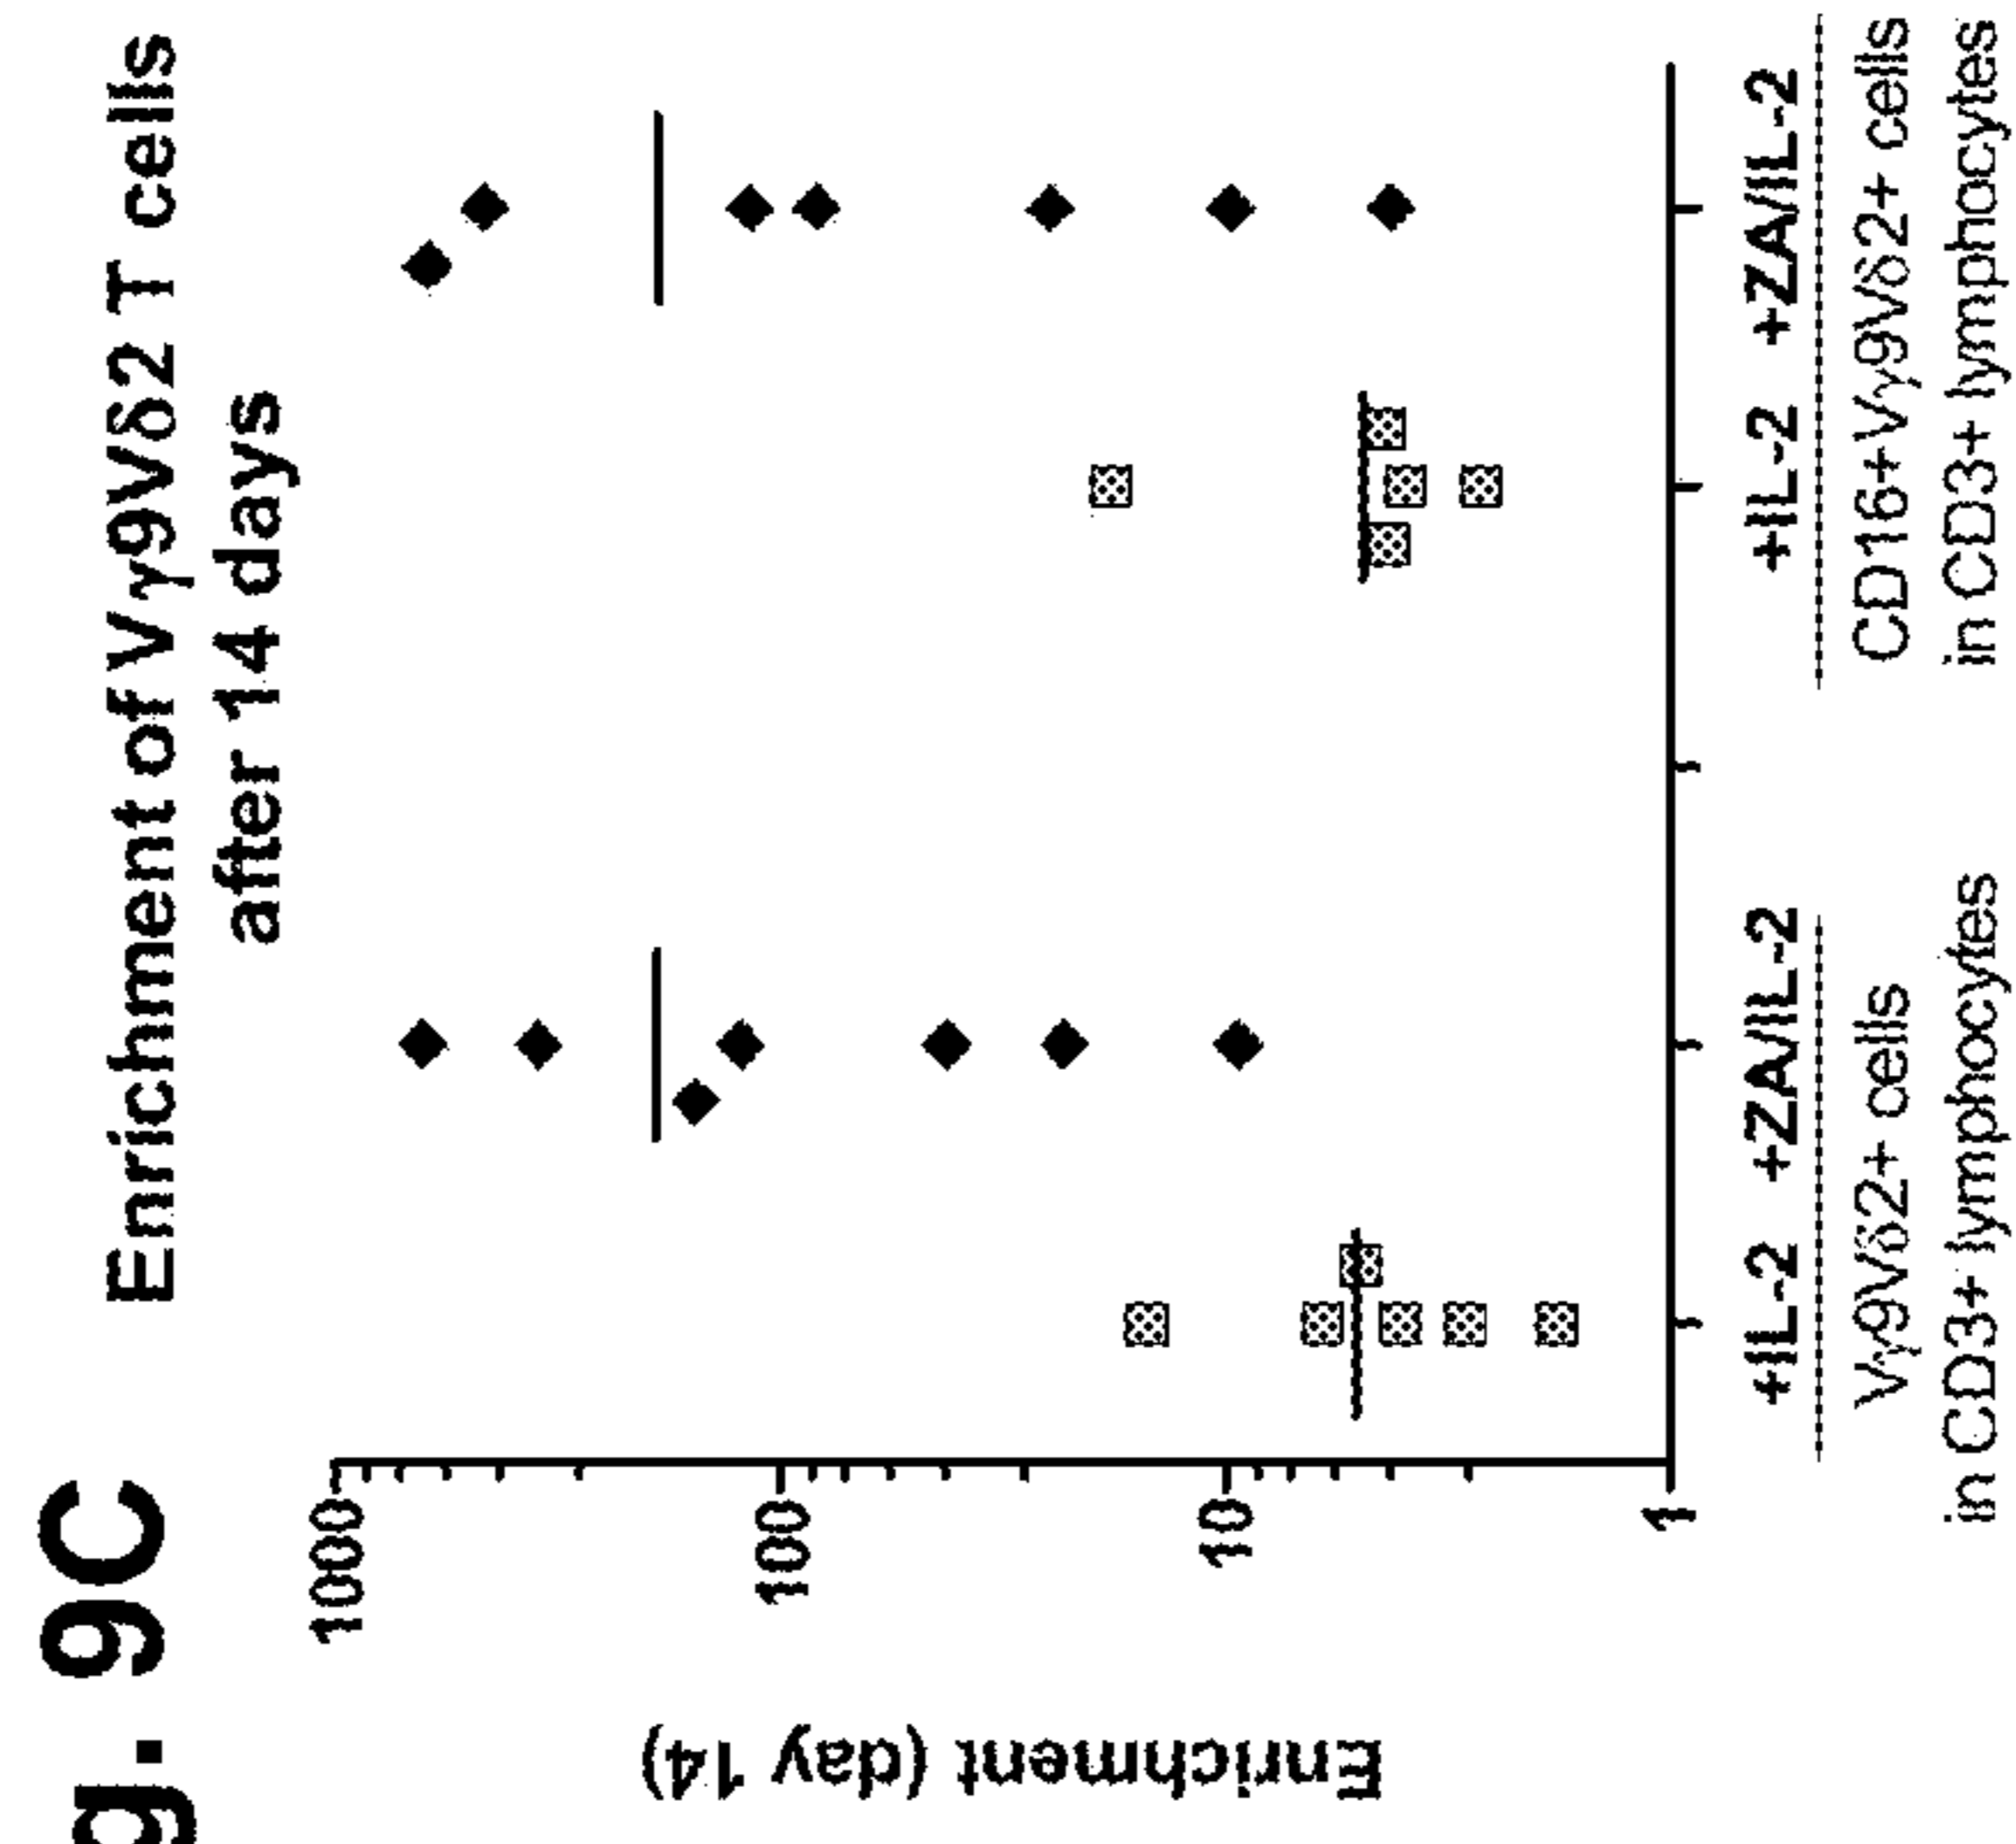 g. 9C
Enrichment of Vγ9Vδ2 T cells
after 14 days
Enrichment (day 14)
1000
100
10
1
+IL-2 +ZA/IL-2
+IL-2 +ZA/IL-2
Vγ9Vδ2+ cells
in CD3+ lymphocytes
CD16+Vγ9Vδ2+ cells
in CD3+ lymphocytes